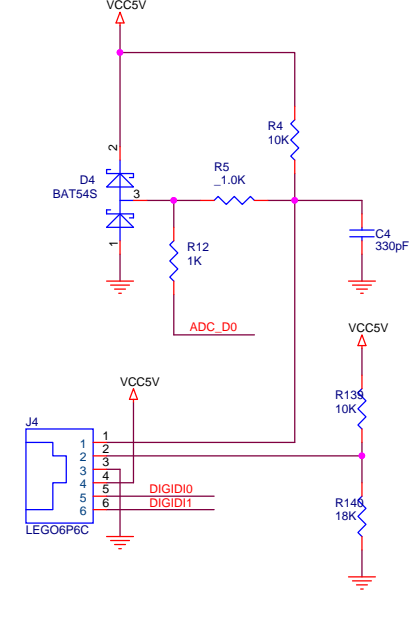 VCC5V
R4
10K
R5
_1.0K
2
D4
BAT54S
3
1
R12
1K
C4
330pF
ADC_D0
VCC5V
VCC5V
R139
10K
J4
1 1
2 2
3 3
4 4
5 5 DIGIDI0
6 6 DIGIDI1
LEGO6P6C
R140
18K